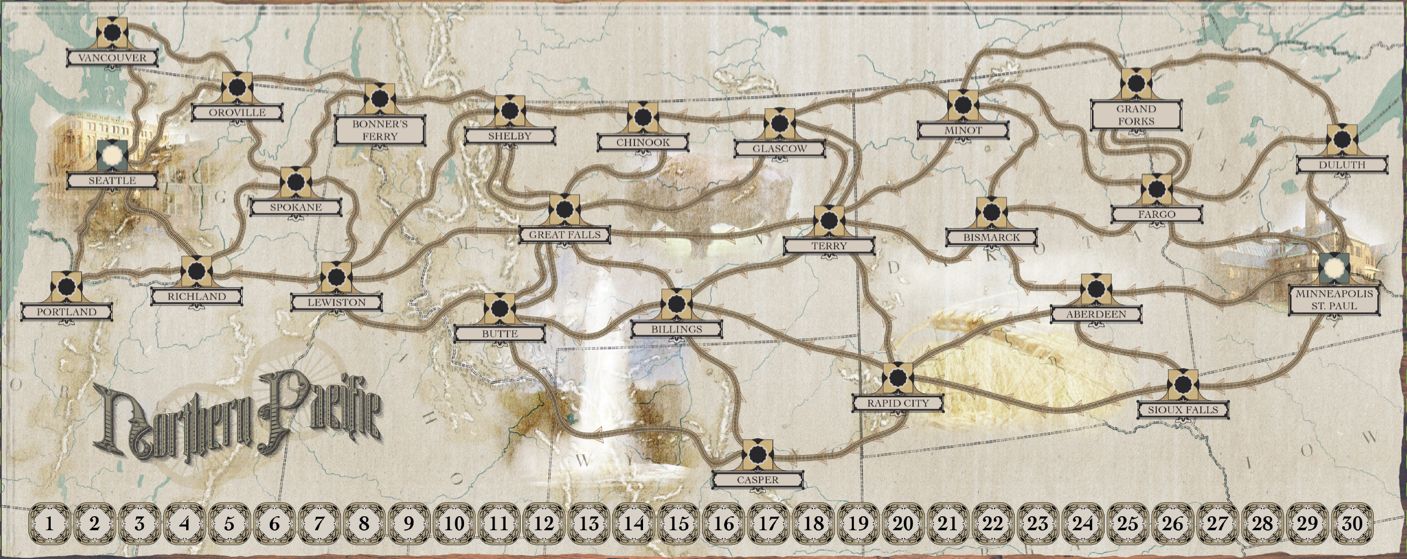 VANCOUVER
OROVILLE
BONNER'S
FERRY
SHELBY
CHINOOK
GLASCOW
MINOT
GRAND
FORKS
DULUTH
SEATTLE
SPOKANE
GREAT FALLS
TERRY
BISMARCK
FARGO
PORTLAND
RICHLAND
LEWISTON
BUTTE
BILLINGS
ABERDEEN
MINNEAPOLIS
ST. PAUL
RAPID CITY
SIOUX FALLS
CASPER
DAKOTA
IOW
Northern Pacific
1 2 3 4 5 6 7 8 9 10 11 12 13 14 15 16 17 18 19 20 21 22 23 24 25 26 27 28 29 30